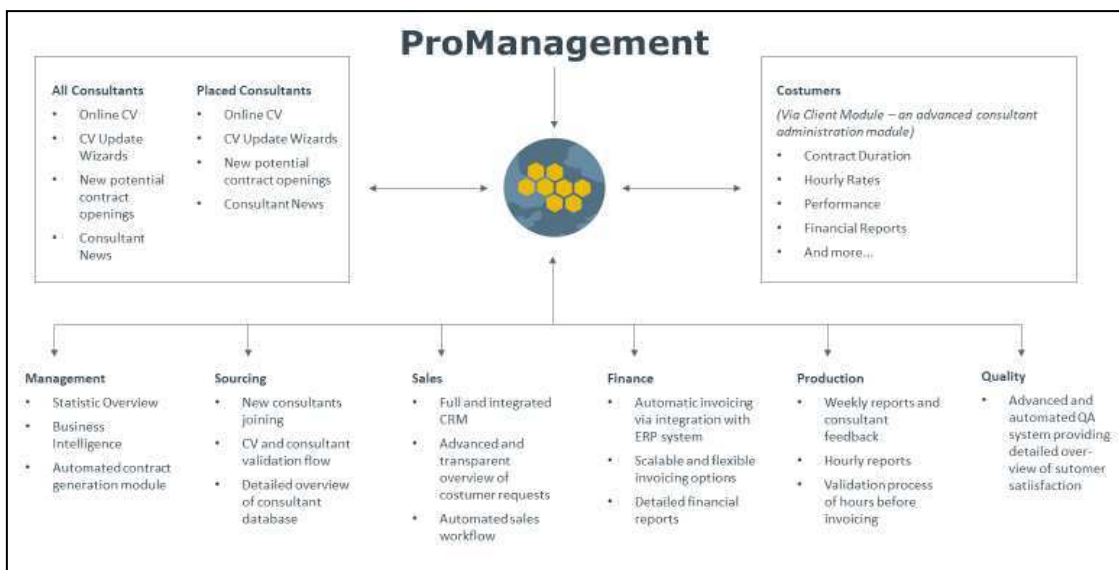 ProManagement
All Consultants
• Online CV
• CV Update
Wizards
• New potential
contract
openings
• Consultant
News
Placed Consultants
• Online CV
• CV Update Wizards
• New potential
contract openings
• Consultant News
Costumers
(Via Client Module – an advanced consultant
administration module)
• Contract Duration
• Hourly Rates
• Performance
• Financial Reports
• And more...
Management
• Statistic Overview
• Business
Intelligence
• Automated contract
generation module
Sourcing
• New consultants
joining
• CV and consultant
validation flow
• Detailed overview
of consultant
database
Sales
• Full and integrated
CRM
• Advanced and
transparent
overview of
costumer requests
• Automated sales
workflow
Finance
• Automatic invoicing
via integration with
ERP system
• Scalable and flexible
invoicing options
• Detailed financial
reports
Production
• Weekly reports and
consultant
feedback
• Hourly reports
• Validation process
of hours before
invoicing
Quality
• Advanced and
automated QA
system providing
detailed over-
view of sutomer
satiisfaction